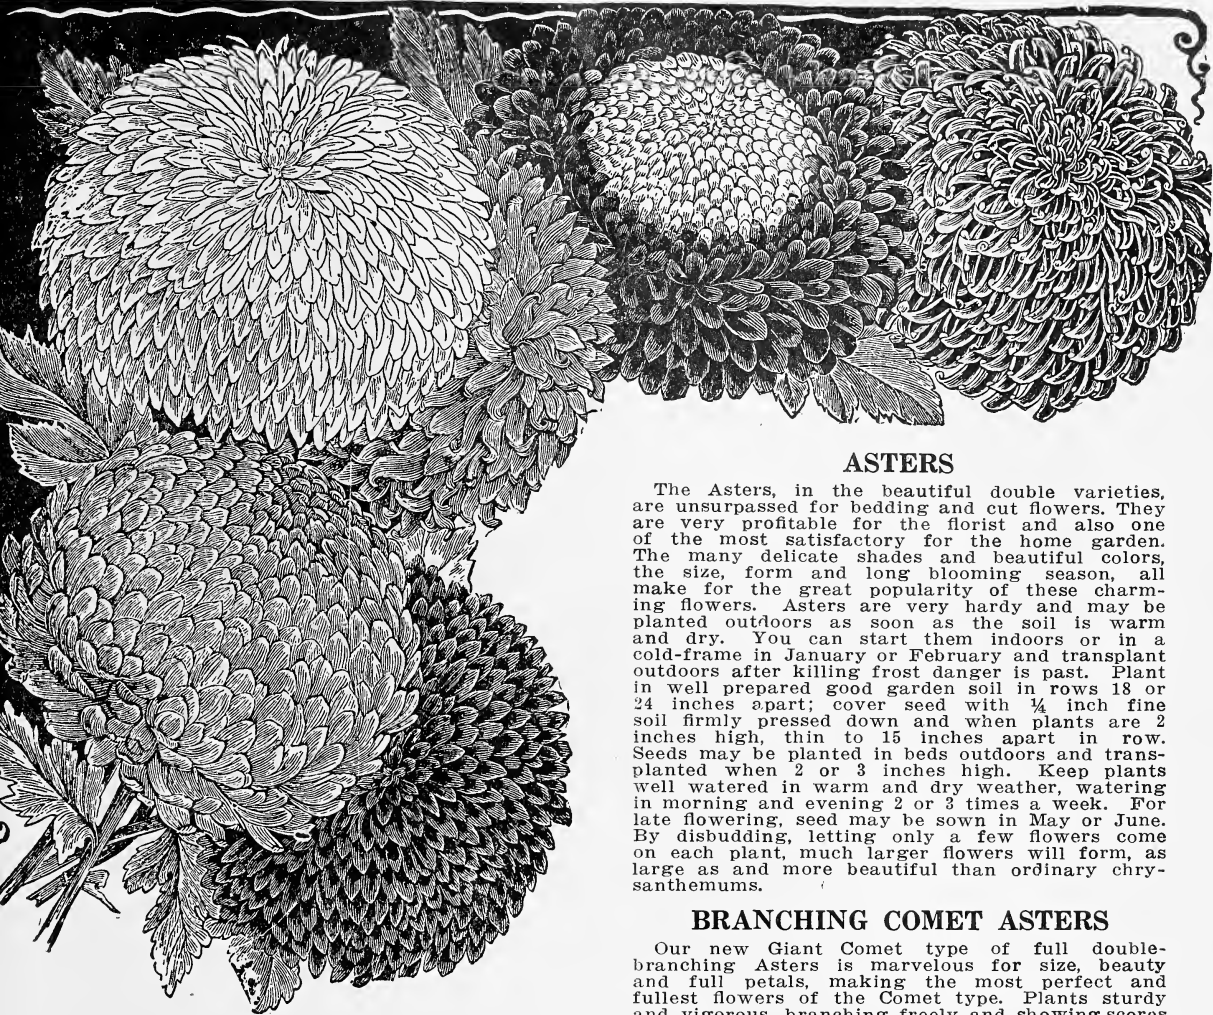 ASTERS
The Asters, in the beautiful double varieties,
are unsurpassed for bedding and cut flowers. They
are very profitable for the florist and also one
of the most satisfactory for the home garden.
The many delicate shades and beautiful colors,
the size, form and long blooming season, all
make for the great popularity of these charm-
ing flowers. Asters are very hardy and may be
planted outdoors as soon as the soil is warm
and dry. You can start them indoors or in a
cold-frame in January or February and transplant
outdoors after killing frost danger is past. Plant
in well prepared good garden soil in rows 18 or
24 inches apart; cover seed with ¼ inch fine
soil firmly pressed down and when plants are 2
inches high, thin to 15 inches apart in row.
Seeds may be planted in beds outdoors and trans-
planted when 2 or 3 inches high. Keep plants
well watered in warm and dry weather, watering
in morning and evening 2 or 3 times a week. For
late flowering, seed may be sown in May or June.
By disbudding, letting only a few flowers come
on each plant, much larger flowers will form, as
large as and more beautiful than ordinary chry-
santhemums.
BRANCHING COMET ASTERS
Our new Giant Comet type of full double-
branching Asters is marvelous for size, beauty
and full petals, making the most perfect and
fullest flowers of the Comet type. Plants sturdy
and vigorous, branching freely and showing scores